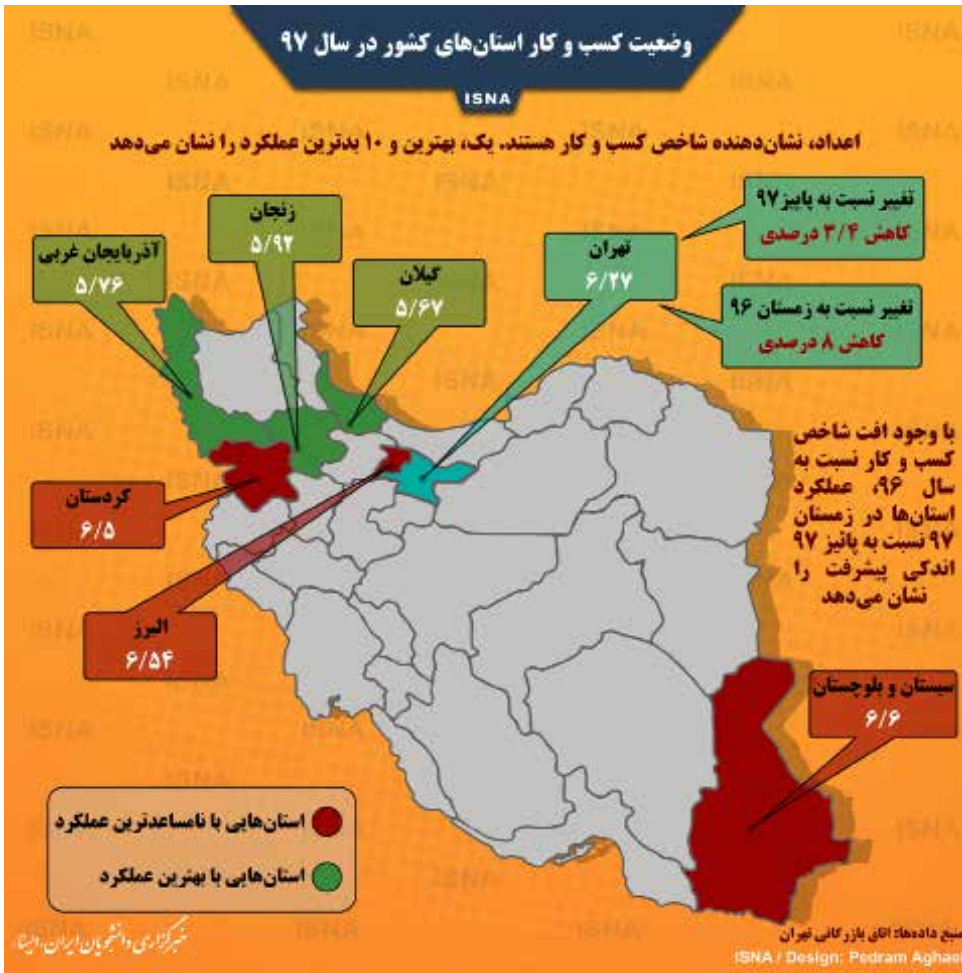 وضعیت کسب و کار استان‌های کشور در سال ۹۷
ISNA
اعداد، نشان‌دهنده شاخص کسب و کار هستند. یک، بهترین و ۱۰ بدترین عملکرد را نشان می‌دهد
تغییر نسبت به پاییز ۹۷
کاهش ۳/۴ درصدی
تهران
۶/۲۷
تغییر نسبت به زمستان ۹۶
کاهش ۸ درصدی
زنجان
۵/۹۲
گیلان
۵/۶۷
آذربایجان غربی
۵/۷۶
با وجود افت شاخص
کسب و کار نسبت به
سال ۹۶، عملکرد
استان‌ها در زمستان
۹۷ نسبت به پائیز ۹۷
اندکی پیشرفت را
نشان می‌دهد
کردستان
۶/۵
البرز
۶/۵۴
سیستان و بلوچستان
۶/۶
استان‌هایی با نامساعدترین عملکرد
استان‌هایی با بهترین عملکرد
منبع داده‌ها: اتاق بازرگانی تهران
ISNA / Design: Pedram Aghaei
خبرگزاری دانشجویان ایران، ایسنا